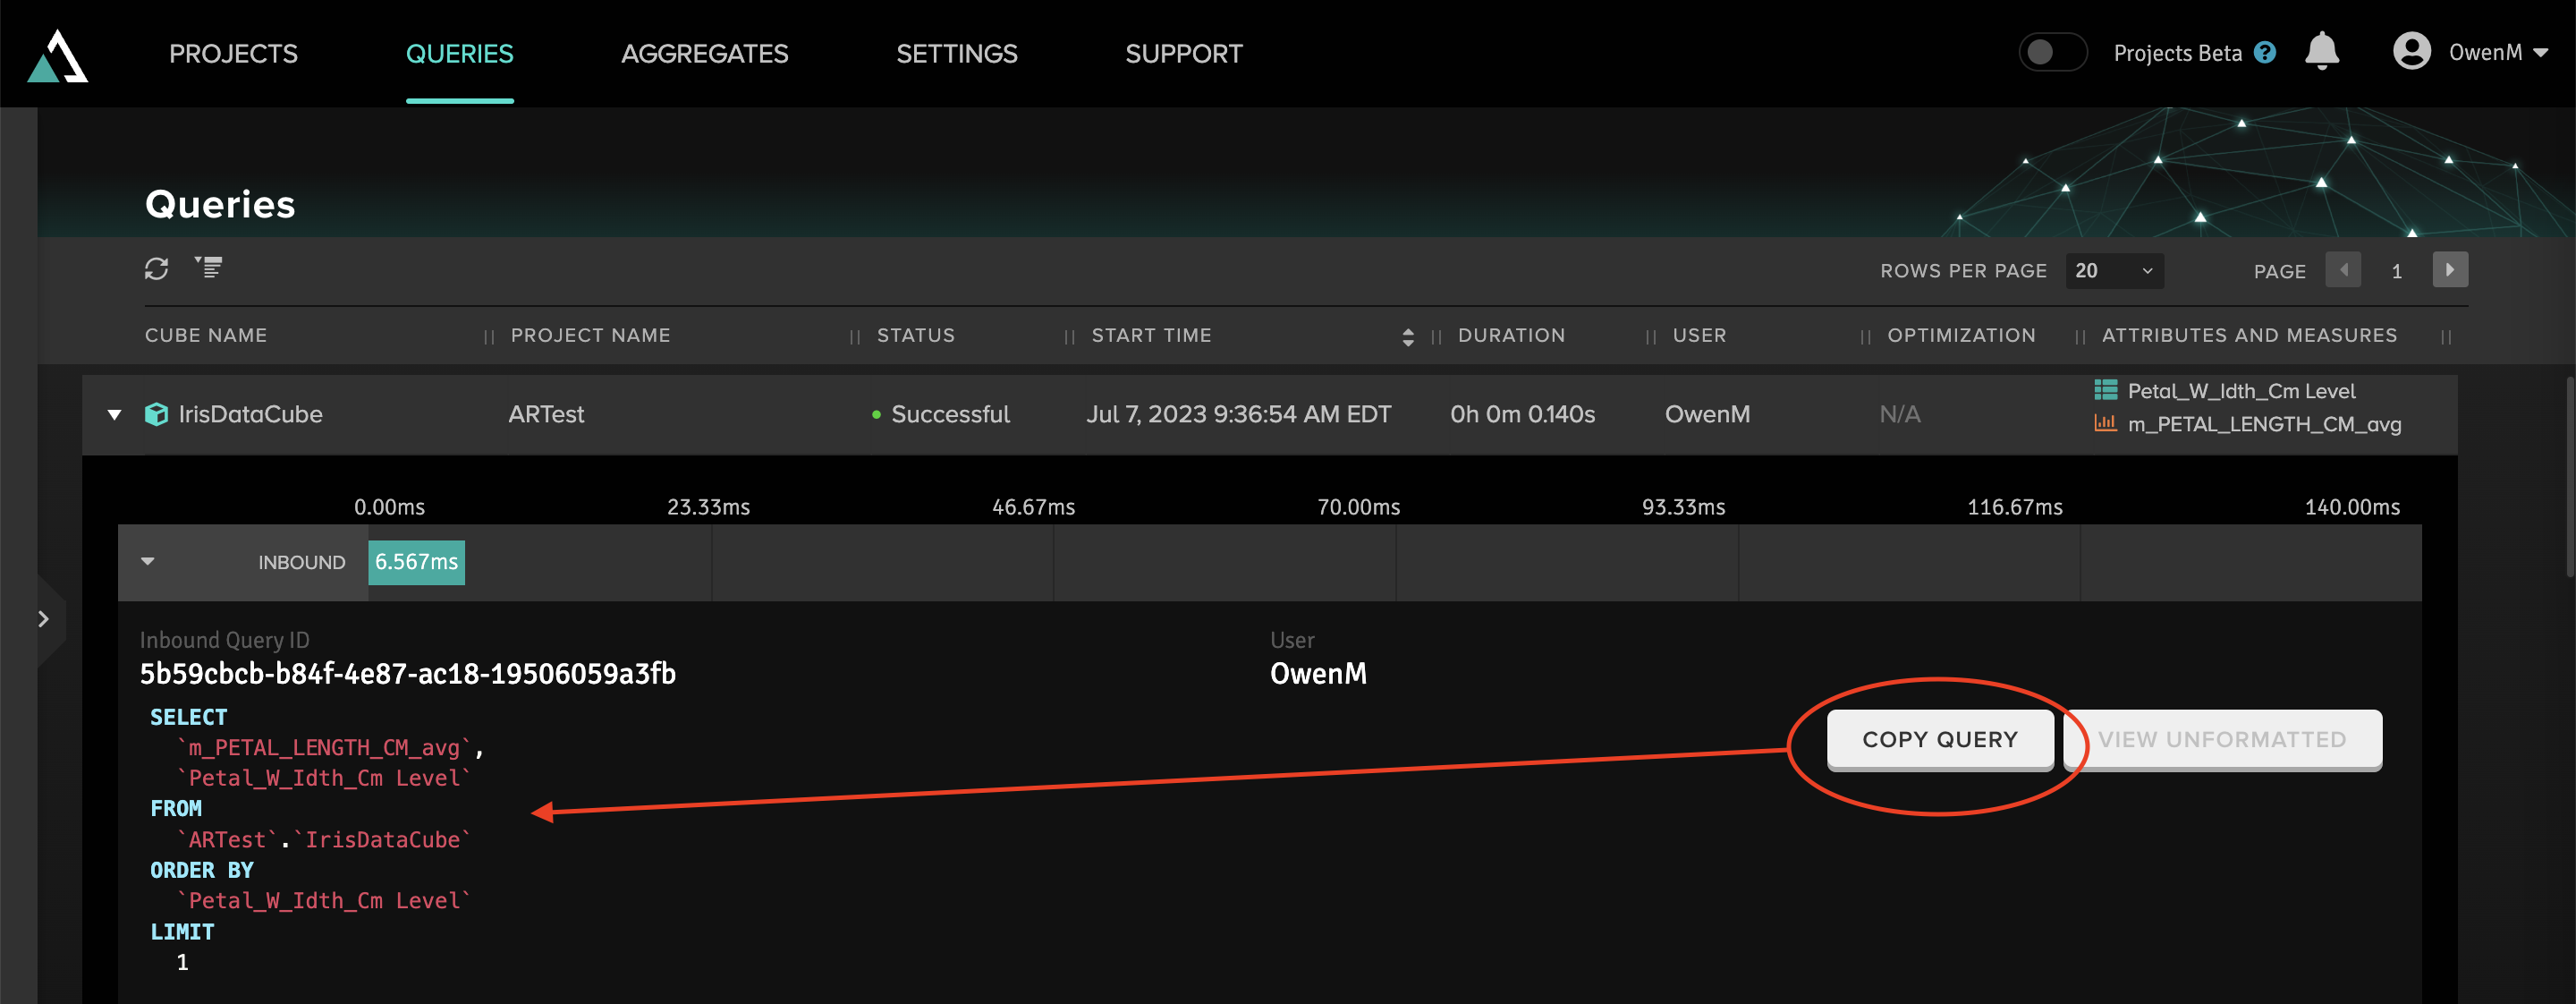 PROJECTS QUERIES AGGREGATES SETTINGS SUPPORT Projects Beta ? OwenM
Queries
ROWS PER PAGE 20 PAGE 1
CUBE NAME PROJECT NAME STATUS START TIME DURATION USER OPTIMIZATION ATTRIBUTES AND MEASURES
IrisDataCube ARTest Successful Jul 7, 2023 9:36:54 AM EDT 0h 0m 0.140s OwenM N/A Petal_W_Idth_Cm Level
m_PETAL_LENGTH_CM_avg
0.00ms 23.33ms 46.67ms 70.00ms 93.33ms 116.67ms 140.00ms
INBOUND 6.567ms
Inbound Query ID User
5b59cbcb-b84f-4e87-ac18-19506059a3fb OwenM
COPY QUERY VIEW UNFORMATTED
SELECT
`m_PETAL_LENGTH_CM_avg`,
`Petal_W_Idth_Cm Level`
FROM
`ARTest`.`IrisDataCube`
ORDER BY
`Petal_W_Idth_Cm Level`
LIMIT
1